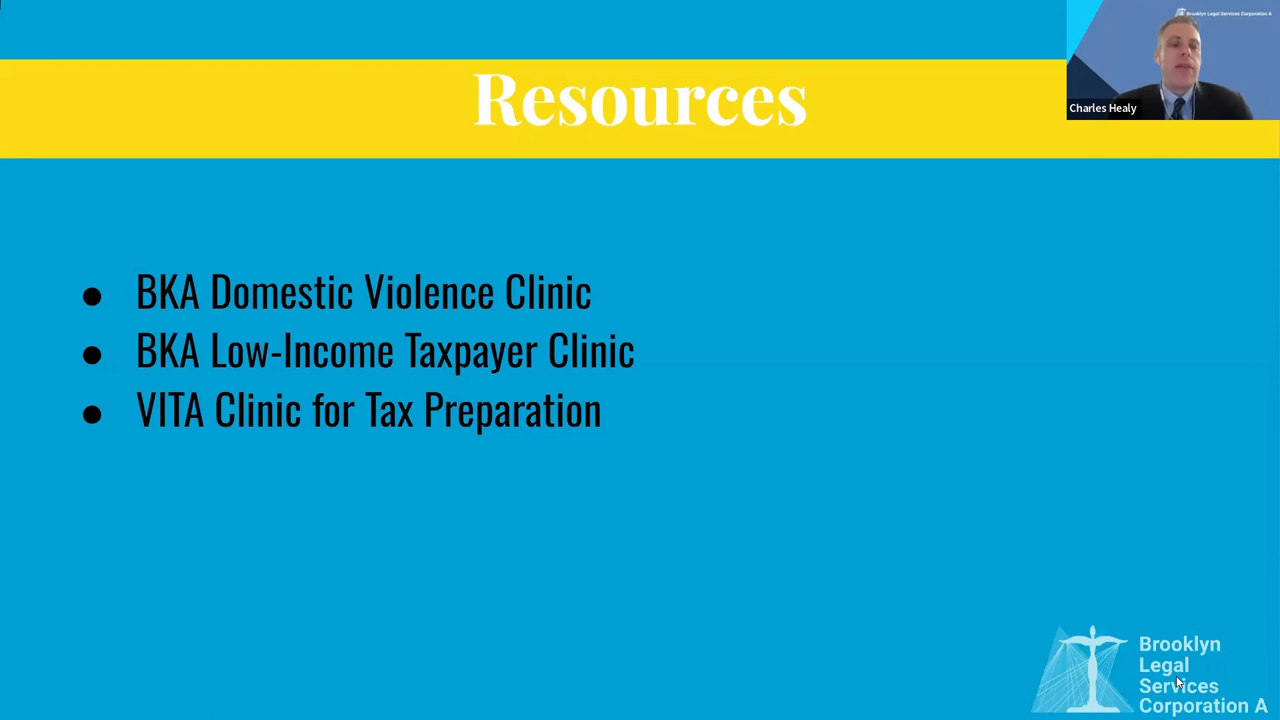 Brooklyn Legal Services Corporation A
Resources
Charles Healy
● BKA Domestic Violence Clinic
● BKA Low-Income Taxpayer Clinic
● VITA Clinic for Tax Preparation
Brooklyn
Legal
Services
Corporation A